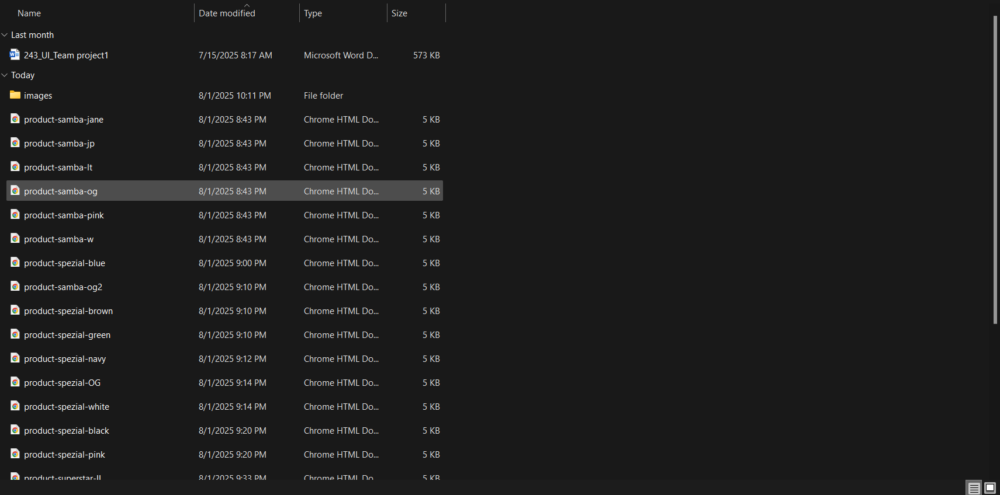 Name Date modified Type Size
Last month
243_UI_Team project1 7/15/2025 8:17 AM Microsoft Word D... 573 KB
Today
images 8/1/2025 10:11 PM File folder
product-samba-jane 8/1/2025 8:43 PM Chrome HTML Do... 5 KB
product-samba-jp 8/1/2025 8:43 PM Chrome HTML Do... 5 KB
product-samba-lt 8/1/2025 8:43 PM Chrome HTML Do... 5 KB
product-samba-og 8/1/2025 8:43 PM Chrome HTML Do... 5 KB
product-samba-pink 8/1/2025 8:43 PM Chrome HTML Do... 5 KB
product-samba-w 8/1/2025 8:43 PM Chrome HTML Do... 5 KB
product-spezial-blue 8/1/2025 9:00 PM Chrome HTML Do... 5 KB
product-samba-og2 8/1/2025 9:10 PM Chrome HTML Do... 5 KB
product-spezial-brown 8/1/2025 9:10 PM Chrome HTML Do... 5 KB
product-spezial-green 8/1/2025 9:10 PM Chrome HTML Do... 5 KB
product-spezial-navy 8/1/2025 9:12 PM Chrome HTML Do... 5 KB
product-spezial-OG 8/1/2025 9:14 PM Chrome HTML Do... 5 KB
product-spezial-white 8/1/2025 9:14 PM Chrome HTML Do... 5 KB
product-spezial-black 8/1/2025 9:20 PM Chrome HTML Do... 5 KB
product-spezial-pink 8/1/2025 9:20 PM Chrome HTML Do... 5 KB
8/1/2025 9:33 PM Chrome HTML Do 5 KB